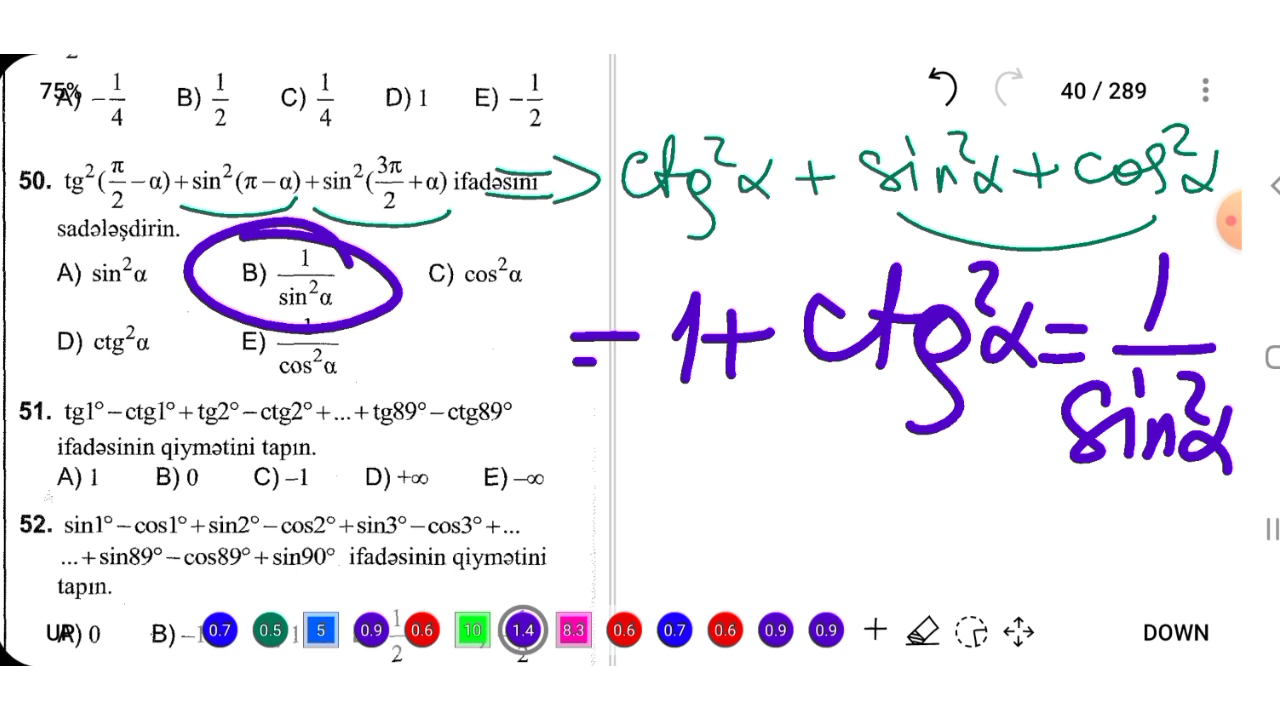 75%
A) −1/4 B) 1/2 C) 1/4 D) 1 E) −1/2
40 / 289
50. tg²(π/2 − α) + sin²(π − α) + sin²(3π/2 + α) ifadəsini
sadələşdirin.
A) sin²α B) 1/sin²α C) cos²α
D) ctg²α E) 1/cos²α
ctg²α + sin²α + cos²α
= 1 + ctg²α = 1/sin²α
51. tg1° − ctg1° + tg2° − ctg2° + ... + tg89° − ctg89°
ifadəsinin qiymətini tapın.
A) 1 B) 0 C) −1 D) +∞ E) −∞
52. sin1° − cos1° + sin2° − cos2° + sin3° − cos3° + ...
... + sin89° − cos89° + sin90° ifadəsinin qiymətini
tapın.
UP A) 0 B) −1 0.7 0.5 5 0.9 0.6 10 1.4 8.3 0.6 0.7 0.6 0.9 0.9 + DOWN